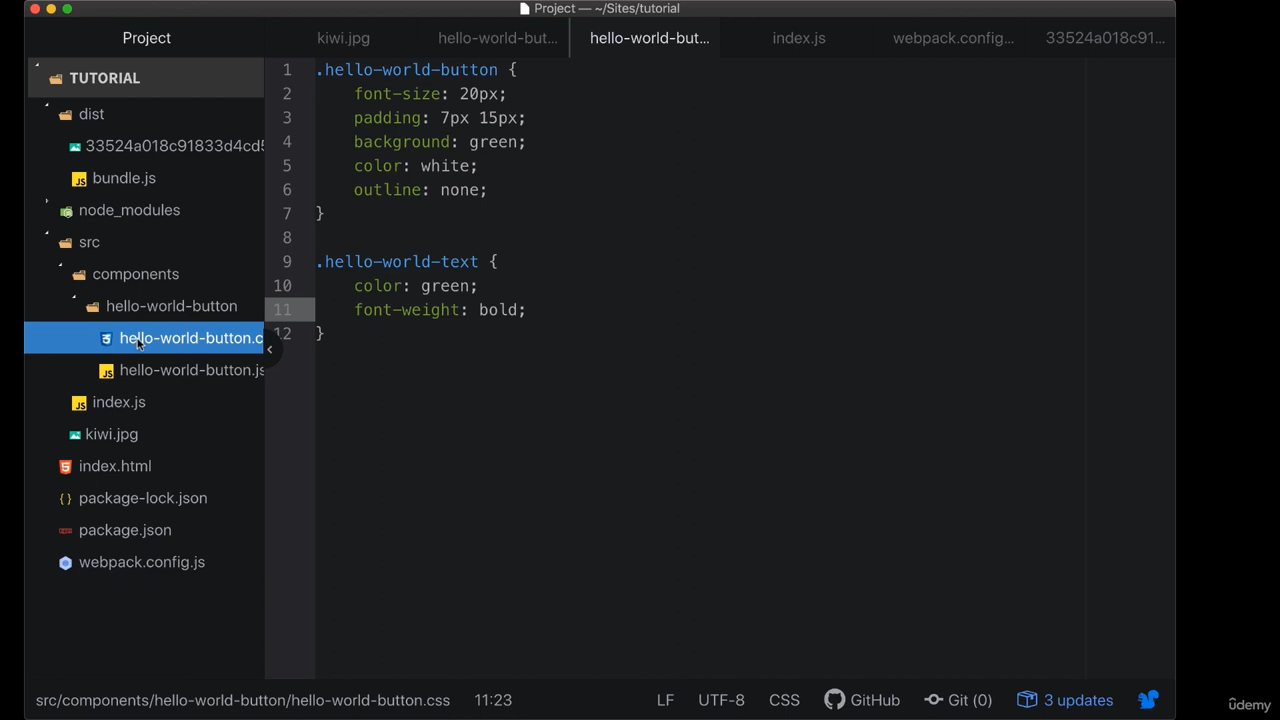 Project — ~/Sites/tutorial
Project
kiwi.jpg
hello-world-but...
hello-world-but...
index.js
webpack.config...
33524a018c91...
TUTORIAL
dist
33524a018c91833d4cd5
bundle.js
node_modules
src
components
hello-world-button
hello-world-button.c
hello-world-button.js
index.js
kiwi.jpg
index.html
package-lock.json
package.json
webpack.config.js
1 .hello-world-button {
2 font-size: 20px;
3 padding: 7px 15px;
4 background: green;
5 color: white;
6 outline: none;
7 }
8
9 .hello-world-text {
10 color: green;
11 font-weight: bold;
12 }
src/components/hello-world-button/hello-world-button.css 11:23 LF UTF-8 CSS GitHub Git (0) 3 updates
ûdemy